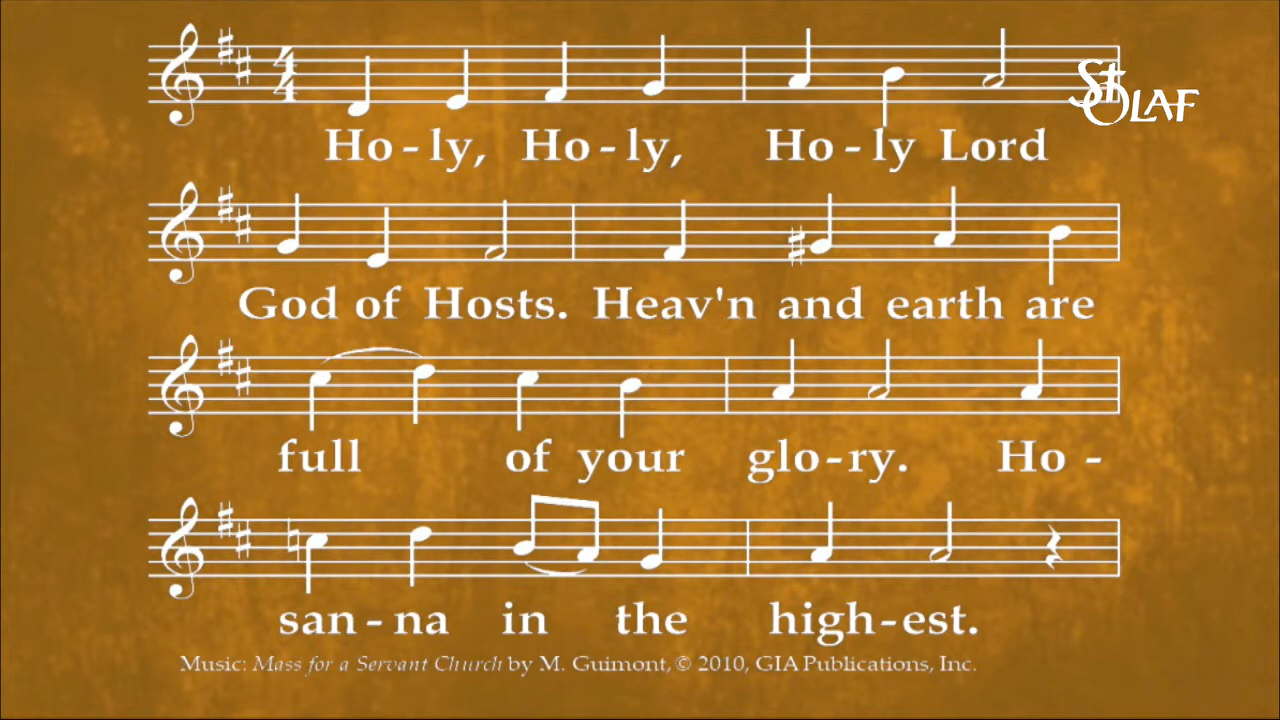 St OLAF
4
4
Ho - ly, Ho - ly, Ho - ly Lord
God of Hosts. Heav'n and earth are
full of your glo - ry. Ho -
san - na in the high - est.
Music: Mass for a Servant Church by M. Guimont, © 2010, GIA Publications, Inc.